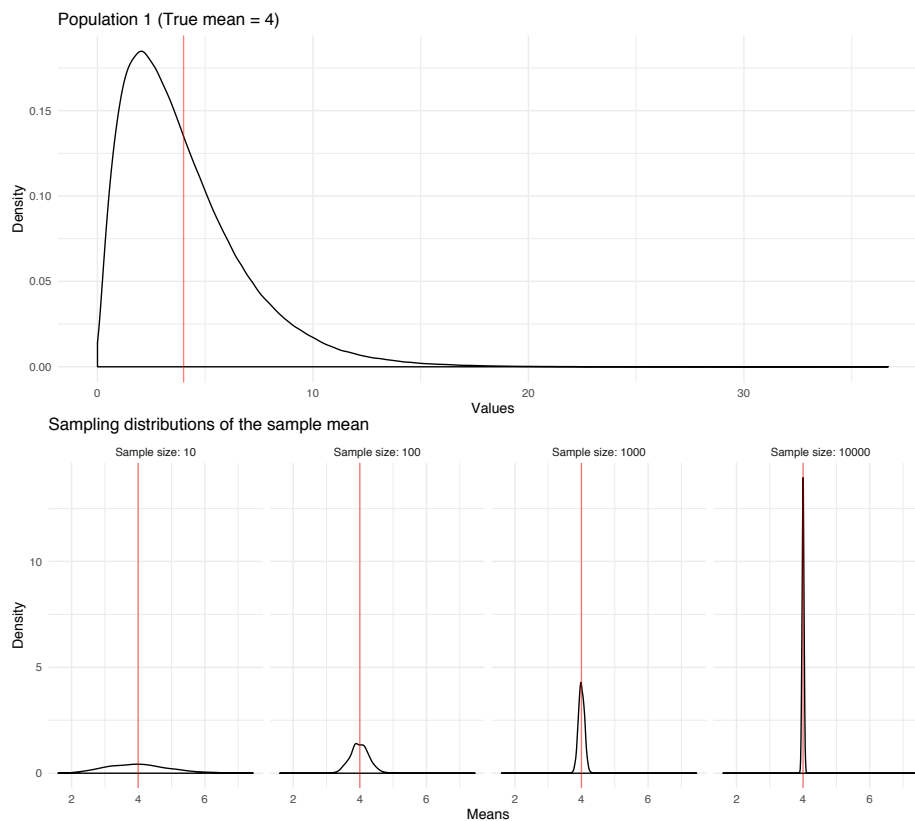 Population 1 (True mean = 4)
0.15
0.10
0.05
0.00
Density
0 10 20 30
Values
Sampling distributions of the sample mean
Sample size: 10 Sample size: 100 Sample size: 1000 Sample size: 10000
10
5
0
Density
2 4 6 2 4 6 2 4 6 2 4 6
Means